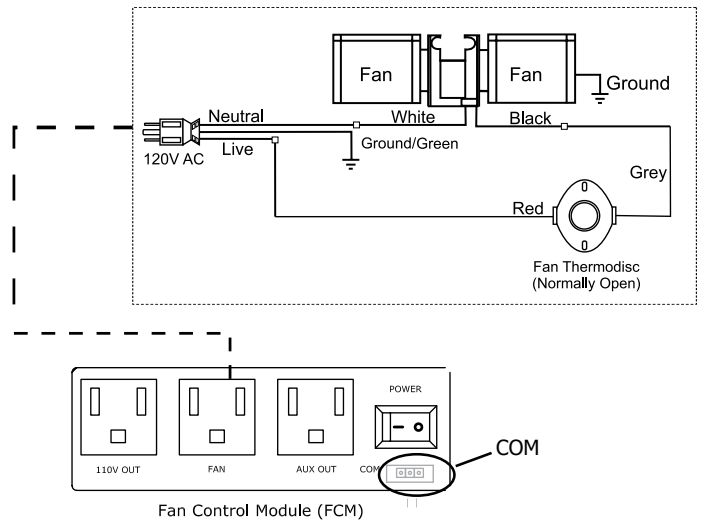 Fan
Fan
Ground
Neutral
White
Black
Live
Ground/Green
120V AC
Grey
Red
Fan Thermodisc
(Normally Open)
POWER
COM
110V OUT
FAN
AUX OUT
COM
Fan Control Module (FCM)